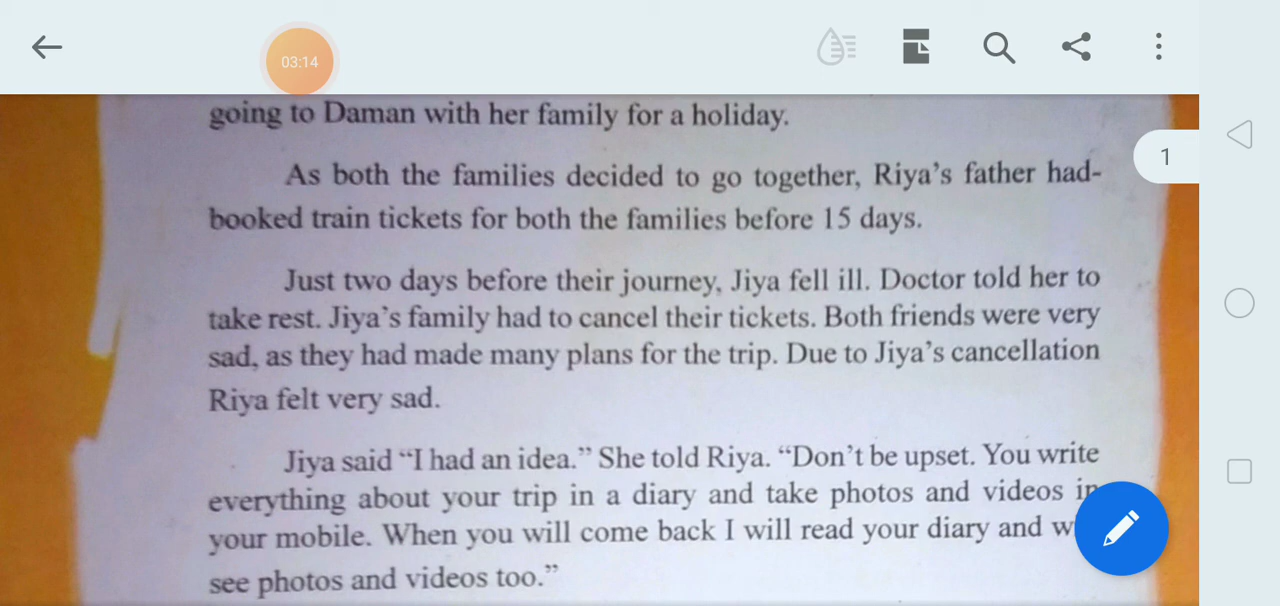 03:14
going to Daman with her family for a holiday.
1
As both the families decided to go together, Riya's father had-
booked train tickets for both the families before 15 days.
Just two days before their journey, Jiya fell ill. Doctor told her to
take rest. Jiya's family had to cancel their tickets. Both friends were very
sad, as they had made many plans for the trip. Due to Jiya's cancellation
Riya felt very sad.
Jiya said “I had an idea.” She told Riya. “Don't be upset. You write
everything about your trip in a diary and take photos and videos in
your mobile. When you will come back I will read your diary and
see photos and videos too.”